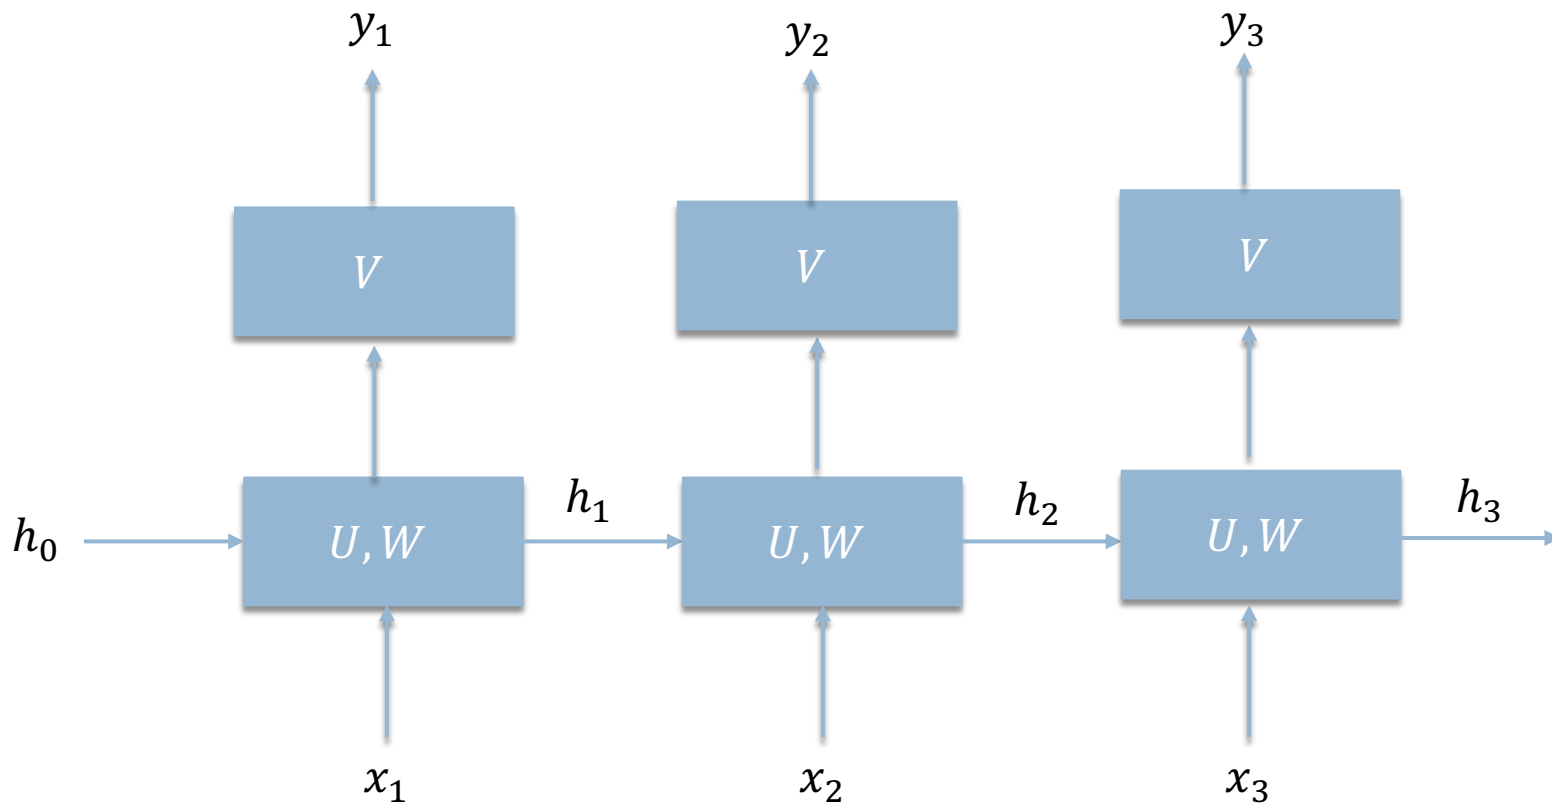 y₁ y₂ y₃
V V V
h₀ U, W h₁ U, W h₂ U, W h₃
x₁ x₂ x₃